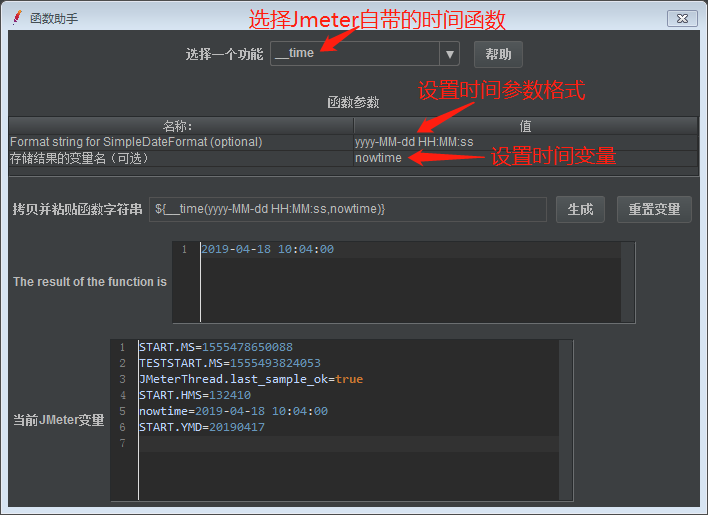 函数助手
选择Jmeter自带的时间函数
选择一个功能 __time 帮助
设置时间参数格式
函数参数
名称: 值
Format string for SimpleDateFormat (optional) yyyy-MM-dd HH:MM:ss
存储结果的变量名（可选） nowtime 设置时间变量
拷贝并粘贴函数字符串 ${__time(yyyy-MM-dd HH:MM:ss,nowtime)} 生成 重置变量
1 2019-04-18 10:04:00
The result of the function is
1 START.MS=1555478650088
2 TESTSTART.MS=1555493824053
3 JMeterThread.last_sample_ok=true
4 START.HMS=132410
5 nowtime=2019-04-18 10:04:00
当前JMeter变量
6 START.YMD=20190417
7